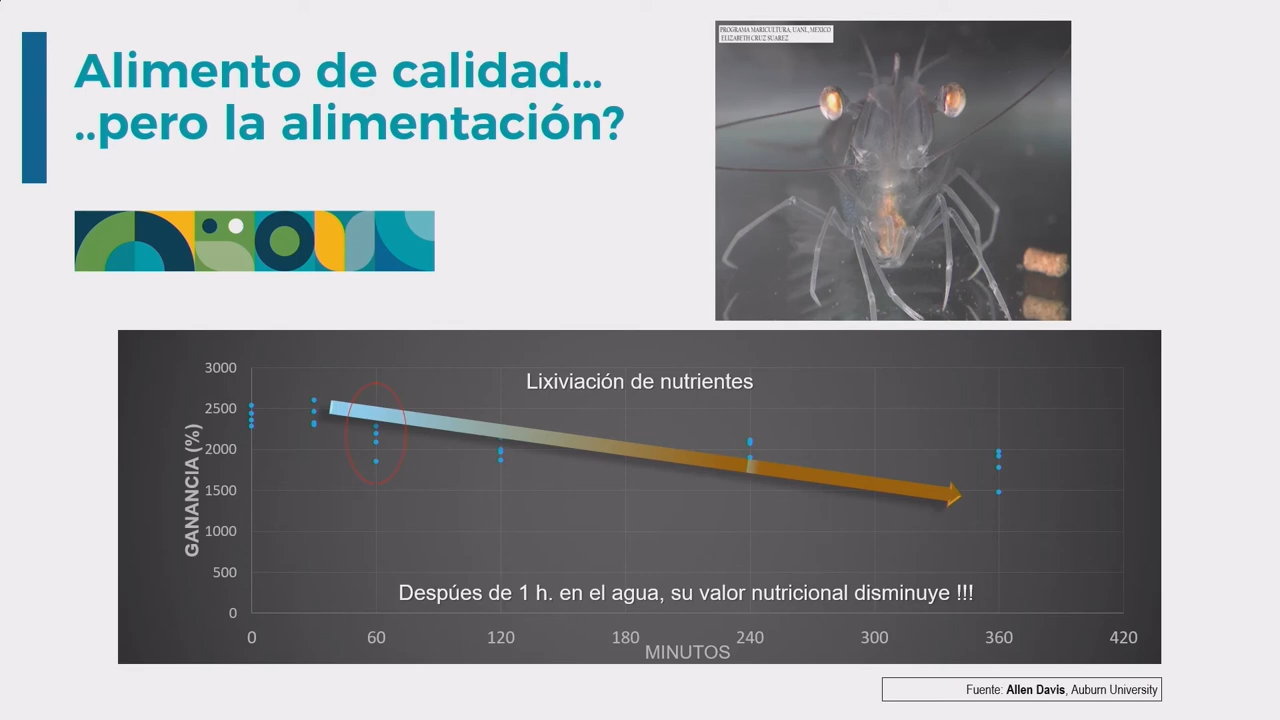 Alimento de calidad...
..pero la alimentación?
PROGRAMA MARICULTURA, UANL, MEXICO
ELIZABETH CRUZ SUAREZ
Lixiviación de nutrientes
GANANCIA (%)
3000
2500
2000
1500
1000
500
0
Despúes de 1 h. en el agua, su valor nutricional disminuye !!!
0 60 120 180 240 300 360 420
MINUTOS
Fuente: Allen Davis, Auburn University